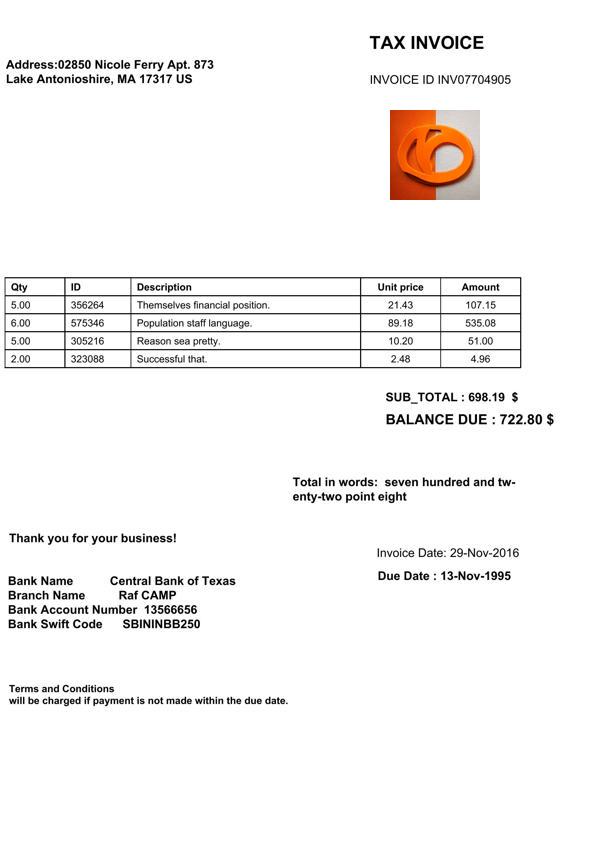 TAX INVOICE
Address:02850 Nicole Ferry Apt. 873
Lake Antonioshire, MA 17317 US
INVOICE ID INV07704905
Qty ID Description Unit price Amount
5.00 356264 Themselves financial position. 21.43 107.15
6.00 575346 Population staff language. 89.18 535.08
5.00 305216 Reason sea pretty. 10.20 51.00
2.00 323088 Successful that. 2.48 4.96
SUB_TOTAL : 698.19 $
BALANCE DUE : 722.80 $
Total in words: seven hundred and tw-
enty-two point eight
Thank you for your business!
Invoice Date: 29-Nov-2016
Due Date : 13-Nov-1995
Bank Name Central Bank of Texas
Branch Name Raf CAMP
Bank Account Number 13566656
Bank Swift Code SBININBB250
Terms and Conditions
will be charged if payment is not made within the due date.